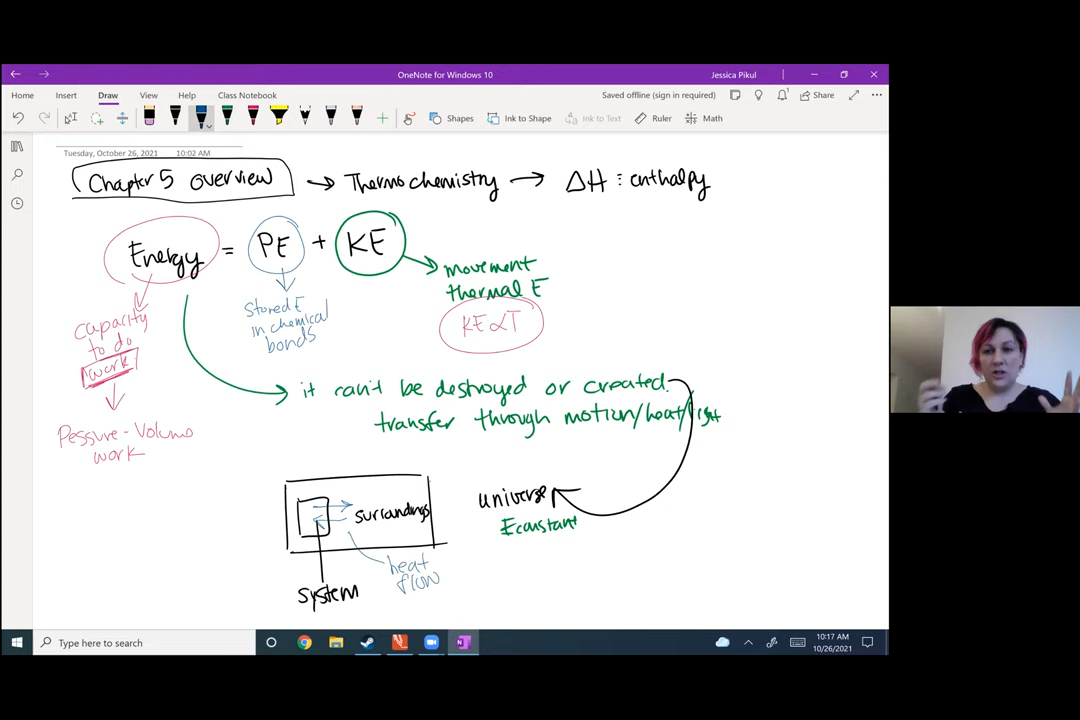 OneNote for Windows 10
Jessica Pikul
Home Insert Draw View Help Class Notebook
Saved offline (sign in required)
Share
Shapes
Ink to Shape
Ink to Text
Ruler
Math
Tuesday, October 26, 2021 10:02 AM
Chapter 5 overview → Thermochemistry → ΔH : enthalpy
Energy = PE + KE
movement
thermal E
KE ∝ T
Stored E
in chemical
bonds
capacity
to do
work
Pessure-Volume
work
it can't be destroyed or created.
transfer through motion/heat/light
surroundings
universe
E constant
heat
flow
system
Type here to search
10:17 AM
10/26/2021